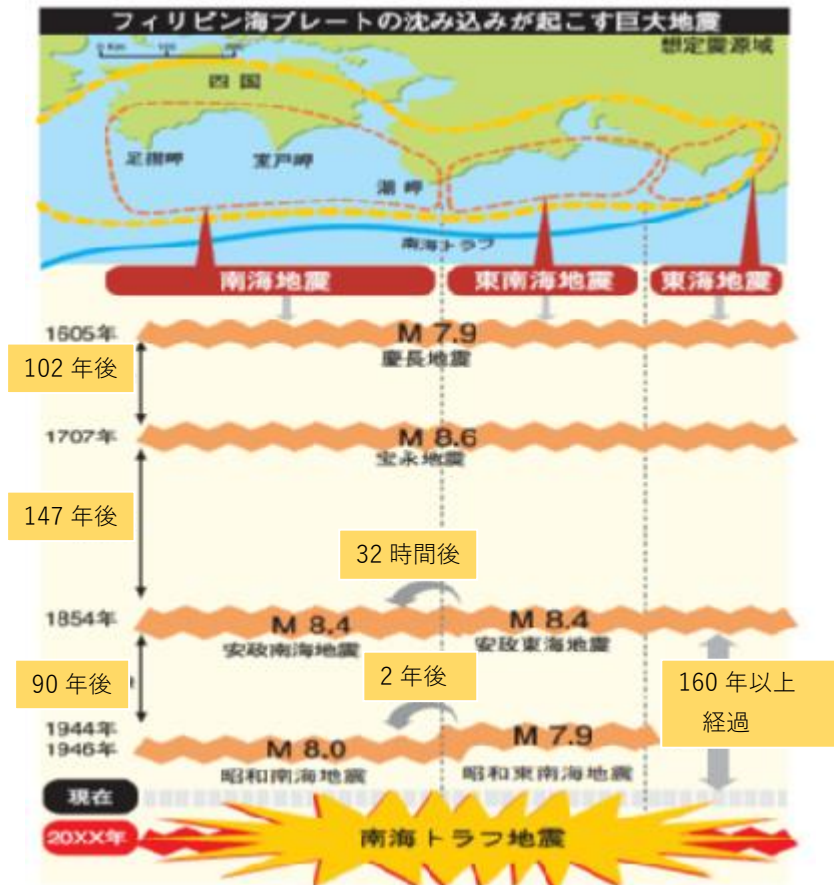 フィリピン海プレートの沈み込みが起こす巨大地震
想定震源域
0 Km 100 200
四国
足摺岬
室戸岬
潮岬
南海トラフ
南海地震
東南海地震
東海地震
1605年
M 7.9
慶長地震
102 年後
1707年
M 8.6
宝永地震
147 年後
32 時間後
1854年
M 8.4
安政南海地震
M 8.4
安政東海地震
90 年後
2 年後
160 年以上
経過
1944年
1946年
M 8.0
昭和南海地震
M 7.9
昭和東南海地震
現在
20XX年
南海トラフ地震